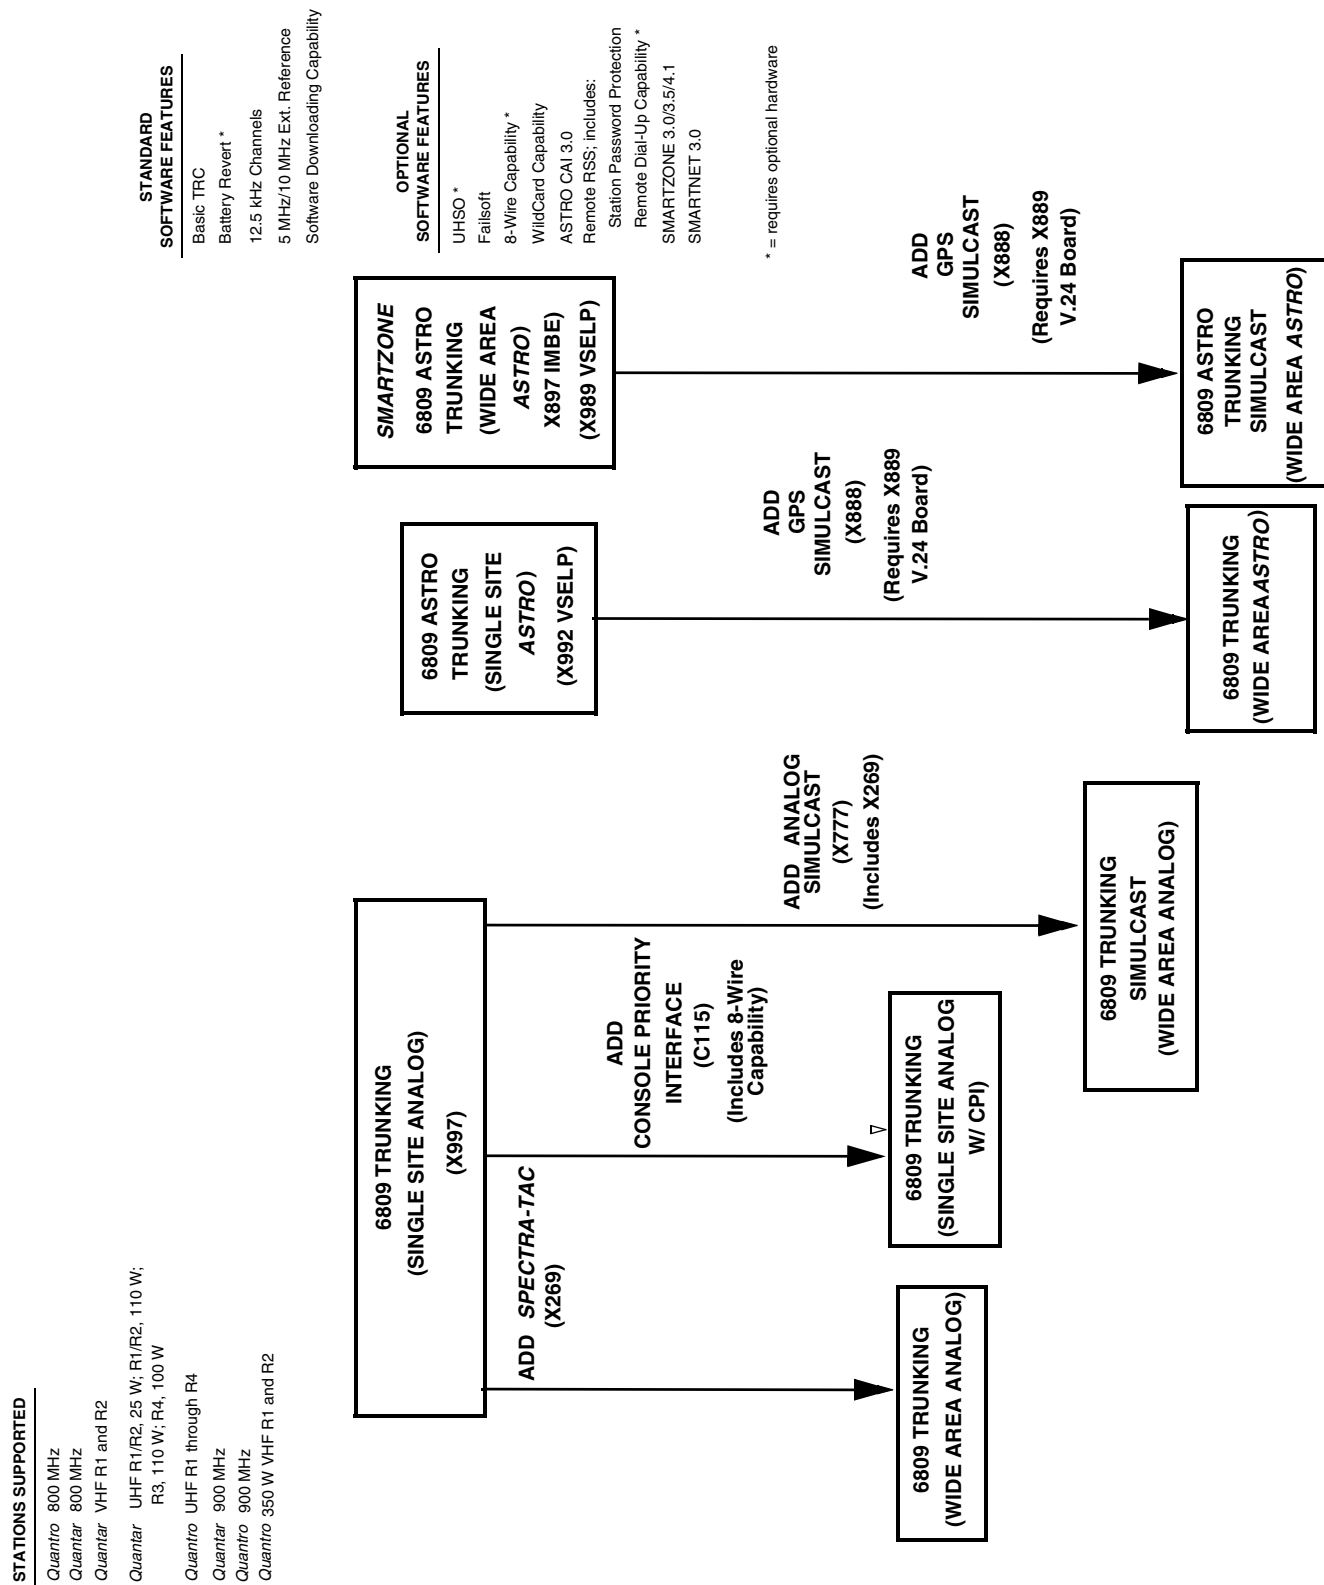 STATIONS SUPPORTED
Quantro 800 MHz
Quantar 800 MHz
Quantar VHF R1 and R2
Quantar UHF R1/R2, 25 W; R1/R2, 110 W;
R3, 110 W; R4, 100 W
Quantro UHF R1 through R4
Quantar 900 MHz
Quantro 900 MHz
Quantro 350 W VHF R1 and R2
STANDARD
SOFTWARE FEATURES
Basic TRC
Battery Revert *
12.5 kHz Channels
5 MHz/10 MHz Ext. Reference
Software Downloading Capability
OPTIONAL
SOFTWARE FEATURES
UHSO *
Failsoft
8-Wire Capability *
WildCard Capability
ASTRO CAI 3.0
Remote RSS; includes:
Station Password Protection
Remote Dial-Up Capability *
SMARTZONE 3.0/3.5/4.1
SMARTNET 3.0
* = requires optional hardware
6809 TRUNKING
(SINGLE SITE ANALOG)
(X997)
6809 ASTRO
TRUNKING
(SINGLE SITE
ASTRO)
(X992 VSELP)
SMARTZONE
6809 ASTRO
TRUNKING
(WIDE AREA
ASTRO)
X897 IMBE)
(X989 VSELP)
ADD SPECTRA-TAC
(X269)
ADD
CONSOLE PRIORITY
INTERFACE
(C115)
(Includes 8-Wire
Capability)
ADD ANALOG
SIMULCAST
(X777)
(Includes X269)
ADD
GPS
SIMULCAST
(X888)
(Requires X889
V.24 Board)
ADD
GPS
SIMULCAST
(X888)
(Requires X889
V.24 Board)
6809 TRUNKING
(WIDE AREA ANALOG)
6809 TRUNKING
(SINGLE SITE ANALOG
W/ CPI)
6809 TRUNKING
SIMULCAST
(WIDE AREA ANALOG)
6809 TRUNKING
(WIDE AREA ASTRO)
6809 ASTRO
TRUNKING
SIMULCAST
(WIDE AREA ASTRO)